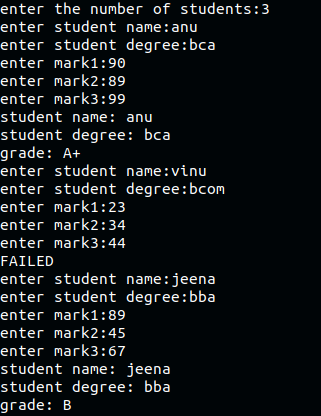 enter the number of students:3
enter student name:anu
enter student degree:bca
enter mark1:90
enter mark2:89
enter mark3:99
student name: anu
student degree: bca
grade: A+
enter student name:vinu
enter student degree:bcom
enter mark1:23
enter mark2:34
enter mark3:44
FAILED
enter student name:jeena
enter student degree:bba
enter mark1:89
enter mark2:45
enter mark3:67
student name: jeena
student degree: bba
grade: B